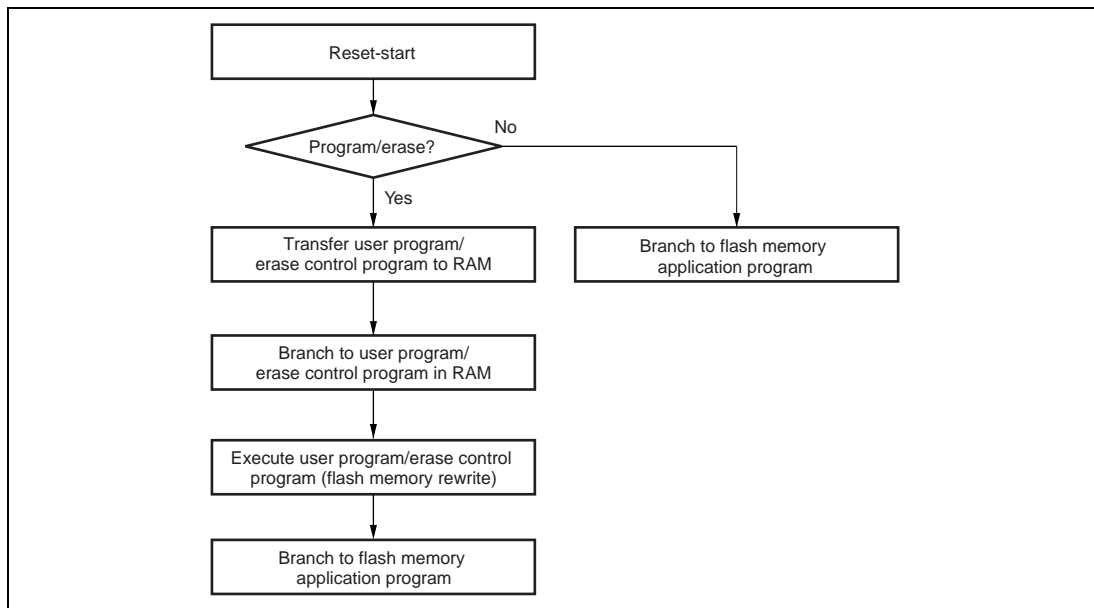 Reset-start
Program/erase?
No
Yes
Transfer user program/
erase control program to RAM
Branch to flash memory
application program
Branch to user program/
erase control program in RAM
Execute user program/erase control
program (flash memory rewrite)
Branch to flash memory
application program